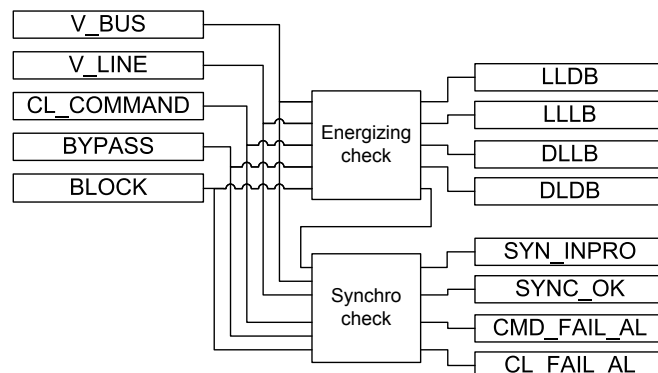 V_BUS
V_LINE
CL_COMMAND
BYPASS
BLOCK
Energizing
check
LLDB
LLLB
DLLB
DLDB
Synchro
check
SYN_INPRO
SYNC_OK
CMD_FAIL_AL
CL_FAIL_AL